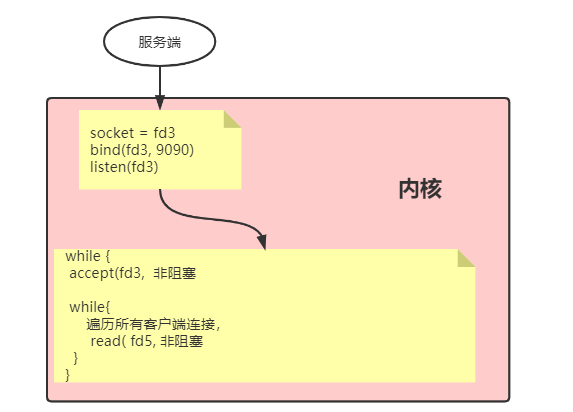 服务端
socket = fd3
bind(fd3, 9090)
listen(fd3)
内核
while {
accept(fd3, 非阻塞
while{
遍历所有客户端连接，
read( fd5, 非阻塞
}
}